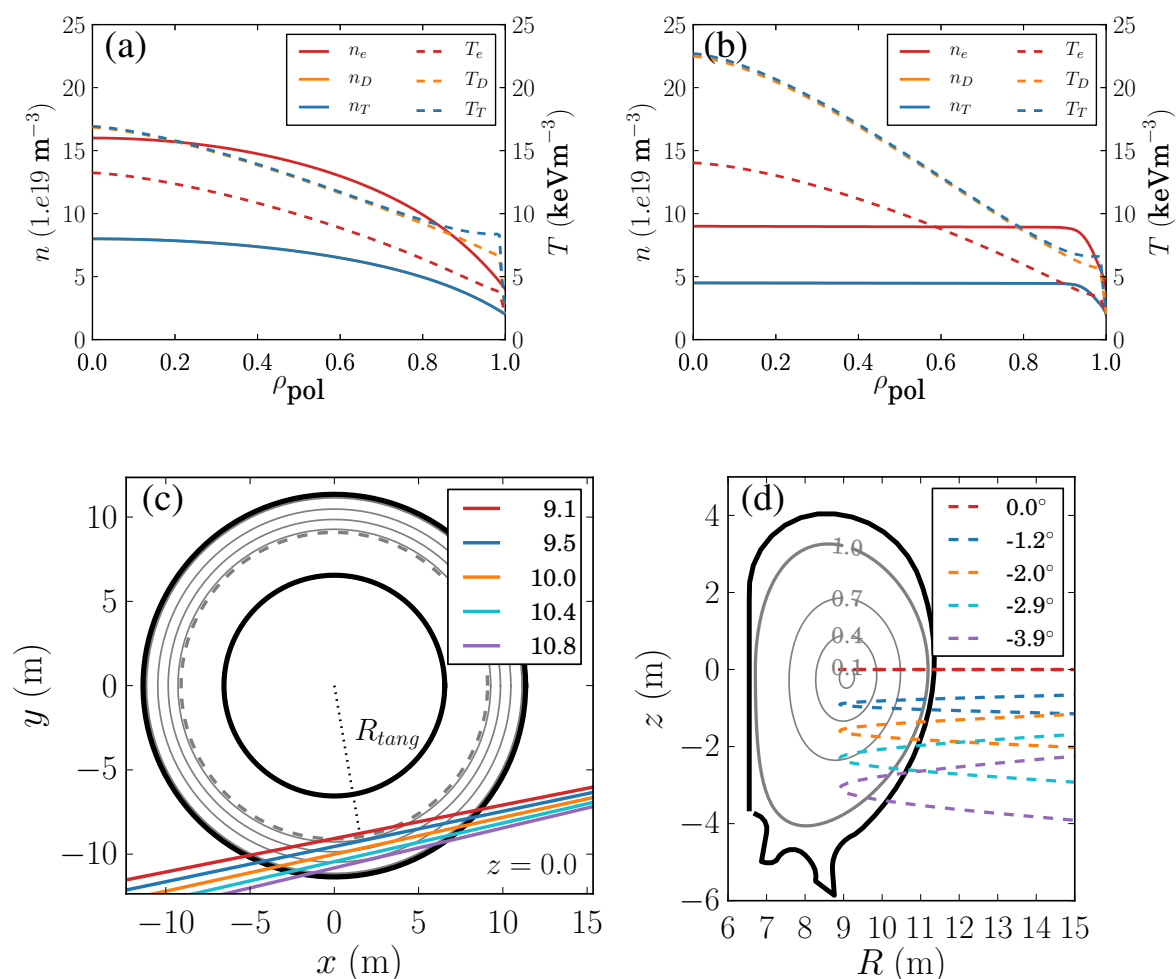 (a)
n_e T_e
n_D T_D
n_T T_T
25
20
15
10
5
0
n (1.e19 m⁻³)
25
20
15
10
5
0
T (keVm⁻³)
0.0 0.2 0.4 0.6 0.8 1.0
ρ_pol
(b)
n_e T_e
n_D T_D
n_T T_T
25
20
15
10
5
0
n (1.e19 m⁻³)
25
20
15
10
5
0
T (keVm⁻³)
0.0 0.2 0.4 0.6 0.8 1.0
ρ_pol
(c)
9.1
9.5
10.0
10.4
10.8
10
5
0
−5
−10
y (m)
R_tang
z = 0.0
−10 −5 0 5 10 15
x (m)
(d)
0.0°
-1.2°
-2.0°
-2.9°
-3.9°
4
2
0
−2
−4
−6
z (m)
1.0
0.7
0.4
0.1
6 7 8 9 10 11 12 13 14 15
R (m)